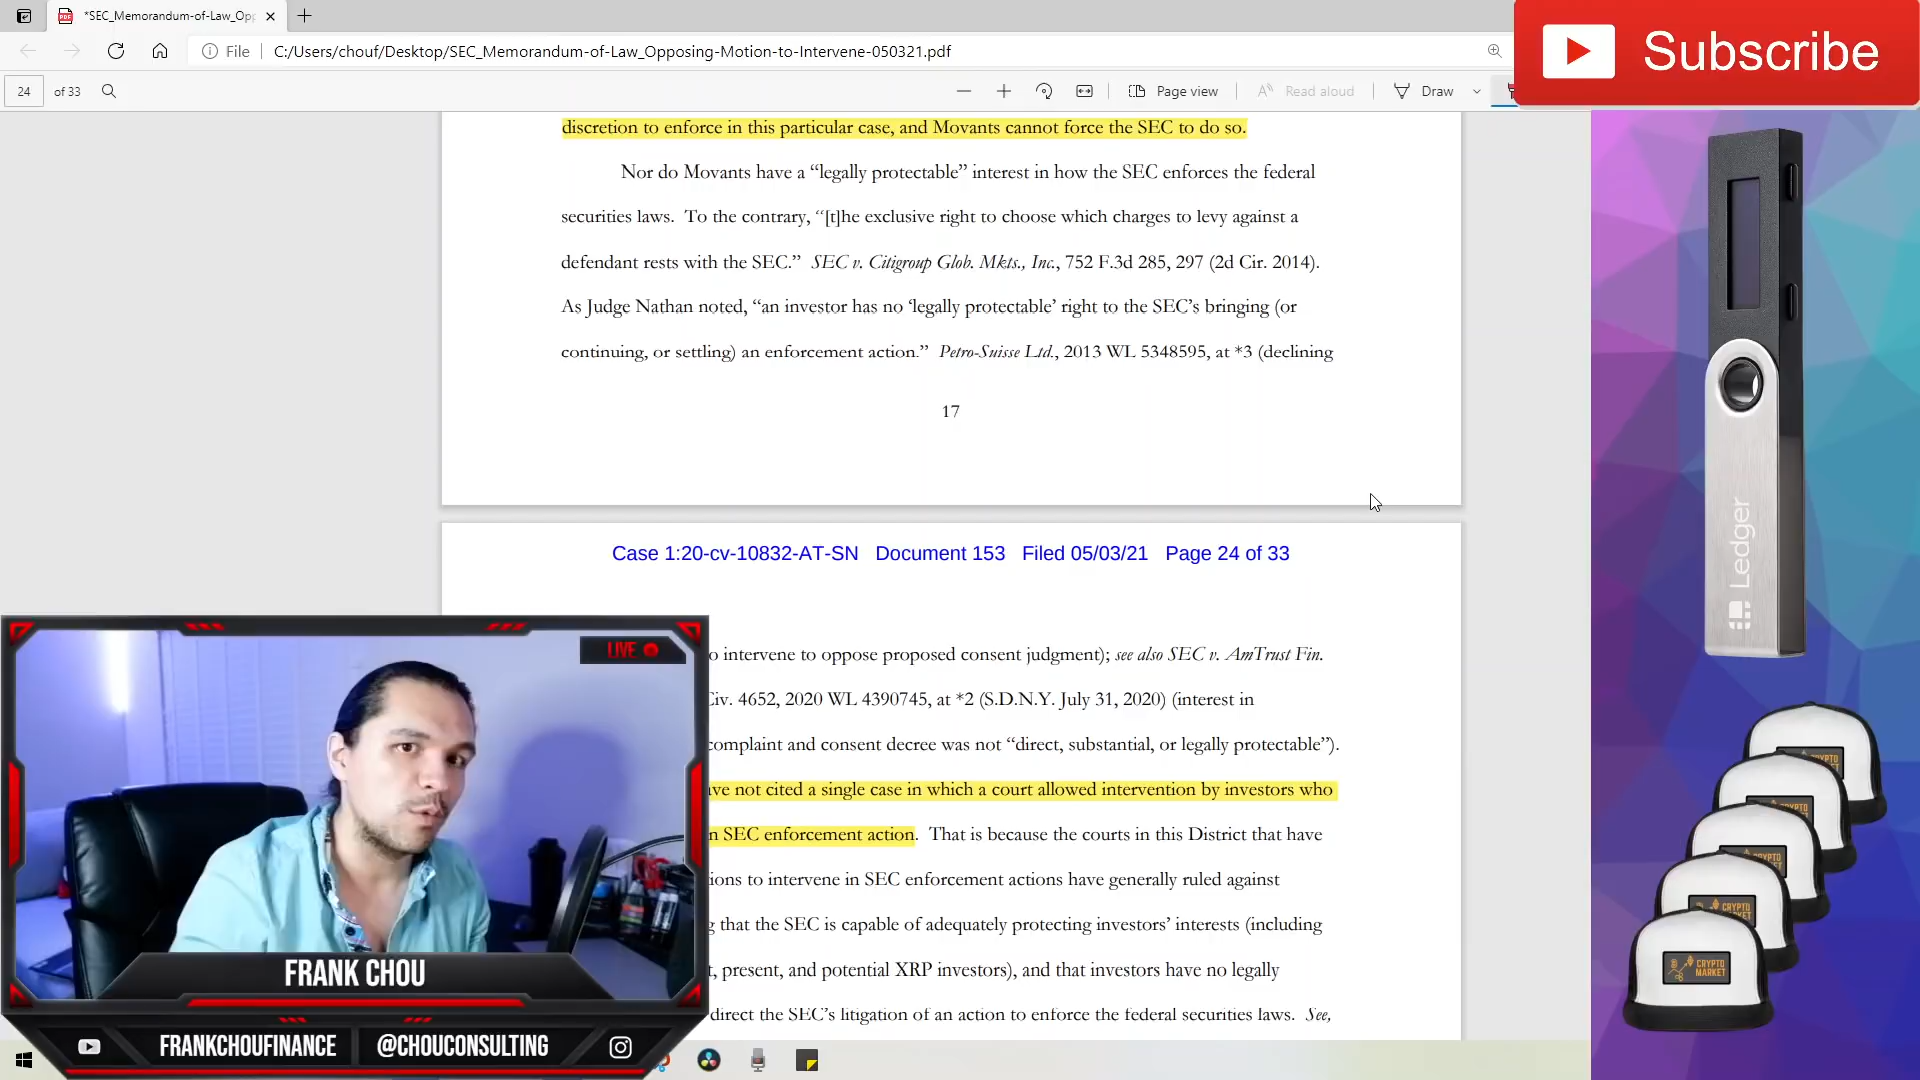 *SEC_Memorandum-of-Law_Opp
File
C:/Users/chouf/Desktop/SEC_Memorandum-of-Law_Opposing-Motion-to-Intervene-050321.pdf
Subscribe
24 of 33
Page view
Read aloud
Draw
discretion to enforce in this particular case, and Movants cannot force the SEC to do so.
Nor do Movants have a “legally protectable” interest in how the SEC enforces the federal
securities laws. To the contrary, “[t]he exclusive right to choose which charges to levy against a
defendant rests with the SEC.” SEC v. Citigroup Glob. Mkts., Inc., 752 F.3d 285, 297 (2d Cir. 2014).
As Judge Nathan noted, “an investor has no ‘legally protectable’ right to the SEC’s bringing (or
continuing, or settling) an enforcement action.” Petro-Suisse Ltd., 2013 WL 5348595, at *3 (declining
17
Case 1:20-cv-10832-AT-SN Document 153 Filed 05/03/21 Page 24 of 33
o intervene to oppose proposed consent judgment); see also SEC v. AmTrust Fin.
Civ. 4652, 2020 WL 4390745, at *2 (S.D.N.Y. July 31, 2020) (interest in
complaint and consent decree was not “direct, substantial, or legally protectable”).
ve not cited a single case in which a court allowed intervention by investors who
n SEC enforcement action. That is because the courts in this District that have
ions to intervene in SEC enforcement actions have generally ruled against
g that the SEC is capable of adequately protecting investors’ interests (including
t, present, and potential XRP investors), and that investors have no legally
direct the SEC’s litigation of an action to enforce the federal securities laws. See,
LIVE
FRANK CHOU
FRANKCHOUFINANCE
@CHOUCONSULTING
Ledger
CRYPTO
MARKET